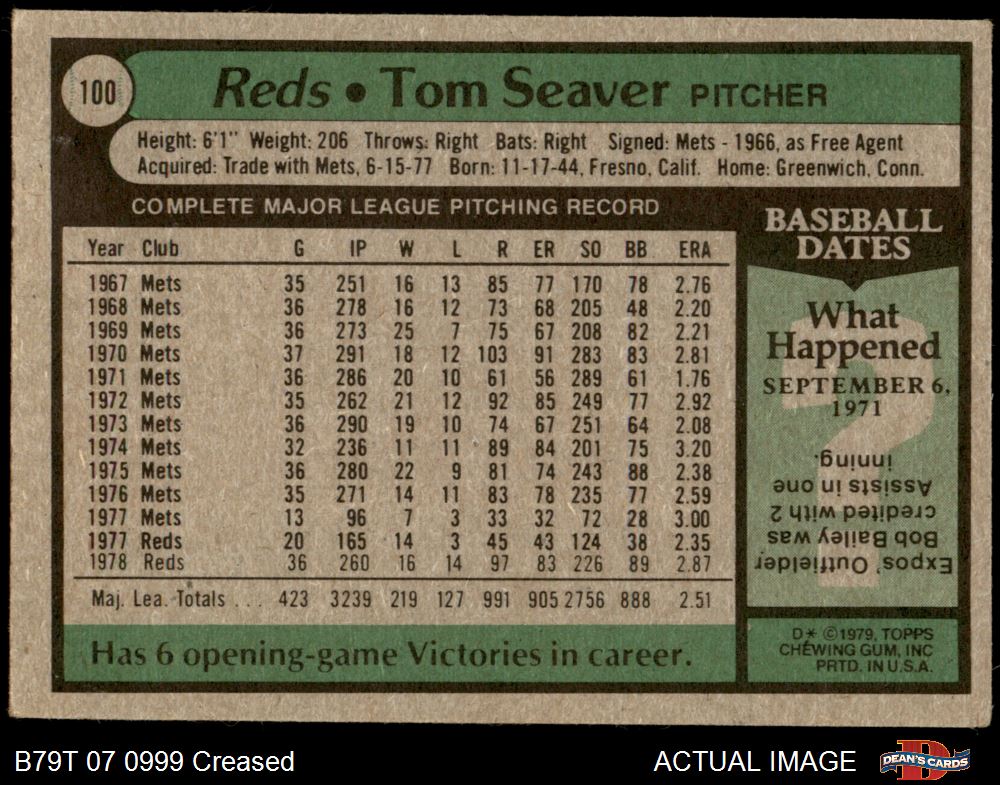 100
Reds • Tom Seaver PITCHER
Height: 6'1" Weight: 206 Throws: Right Bats: Right Signed: Mets - 1966, as Free Agent
Acquired: Trade with Mets, 6-15-77 Born: 11-17-44, Fresno, Calif. Home: Greenwich, Conn.
COMPLETE MAJOR LEAGUE PITCHING RECORD
Year Club G IP W L R ER SO BB ERA
1967 Mets 35 251 16 13 85 77 170 78 2.76
1968 Mets 36 278 16 12 73 68 205 48 2.20
1969 Mets 36 273 25 7 75 67 208 82 2.21
1970 Mets 37 291 18 12 103 91 283 83 2.81
1971 Mets 36 286 20 10 61 56 289 61 1.76
1972 Mets 35 262 21 12 92 85 249 77 2.92
1973 Mets 36 290 19 10 74 67 251 64 2.08
1974 Mets 32 236 11 11 89 84 201 75 3.20
1975 Mets 36 280 22 9 81 74 243 88 2.38
1976 Mets 35 271 14 11 83 78 235 77 2.59
1977 Mets 13 96 7 3 33 32 72 28 3.00
1977 Reds 20 165 14 3 45 43 124 38 2.35
1978 Reds 36 260 16 14 97 83 226 89 2.87
Maj. Lea. Totals . . . 423 3239 219 127 991 905 2756 888 2.51
Has 6 opening-game Victories in career.
BASEBALL
DATES
What
Happened
SEPTEMBER 6,
1971
Expos' Outfielder,
Bob Bailey was
credited with 2
Assists in one
inning.
D* ©1979, TOPPS
CHEWING GUM, INC
PRTD. IN U.S.A.
B79T 07 0999 Creased
ACTUAL IMAGE
D
DEAN'S CARDS